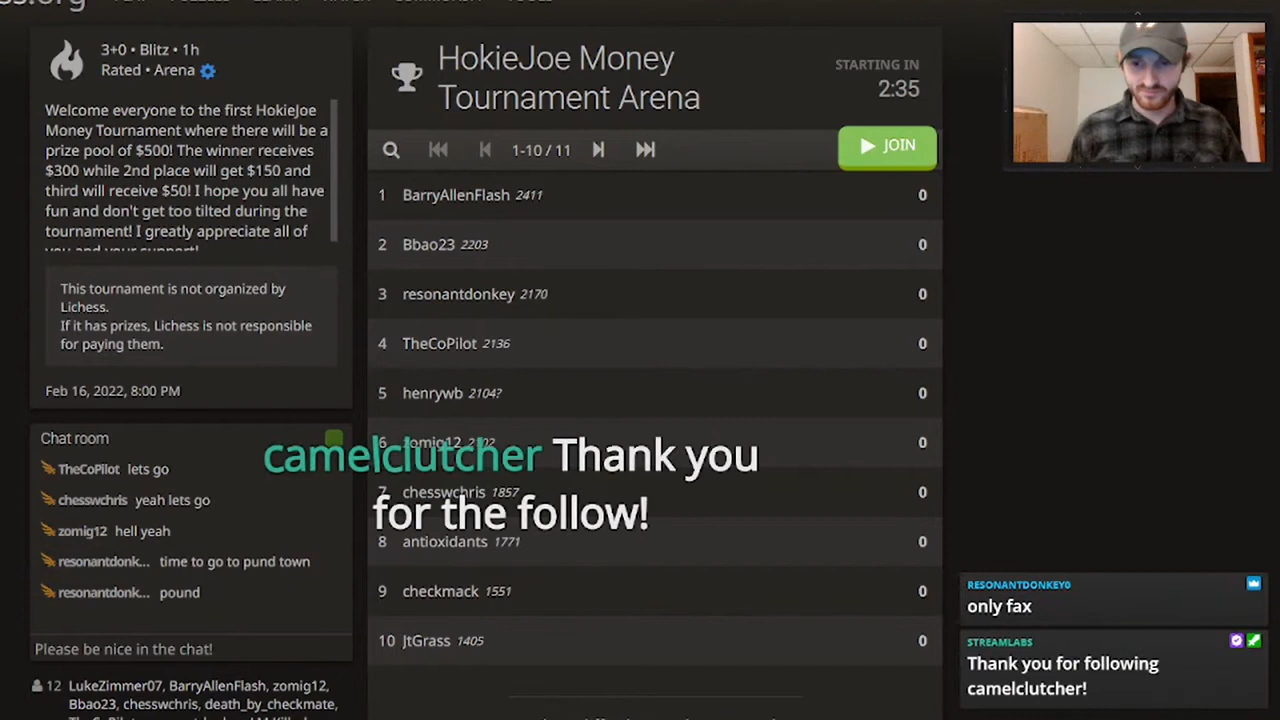 3+0 • Blitz • 1h
Rated • Arena
Welcome everyone to the first HokieJoe
Money Tournament where there will be a
prize pool of $500! The winner receives
$300 while 2nd place will get $150 and
third will receive $50! I hope you all have
fun and don't get too tilted during the
tournament! I greatly appreciate all of
you and your support!
This tournament is not organized by
Lichess.
If it has prizes, Lichess is not responsible
for paying them.
Feb 16, 2022, 8:00 PM
Chat room
TheCoPilot lets go
chesswchris yeah lets go
zomig12 hell yeah
resonantdonk... time to go to pund town
resonantdonk... pound
Please be nice in the chat!
12 LukeZimmer07, BarryAllenFlash, zomig12,
Bbao23, chesswchris, death_by_checkmate,
HokieJoe Money
Tournament Arena
STARTING IN
2:35
1-10 / 11
JOIN
1 BarryAllenFlash 2411 0
2 Bbao23 2203 0
3 resonantdonkey 2170 0
4 TheCoPilot 2136 0
5 henrywb 2104? 0
6 zomig12 2102 0
7 chesswchris 1857 0
8 antioxidants 1771 0
9 checkmack 1551 0
10 JtGrass 1405 0
camelclutcher Thank you
for the follow!
RESONANTDONKEY0
only fax
STREAMLABS
Thank you for following
camelclutcher!